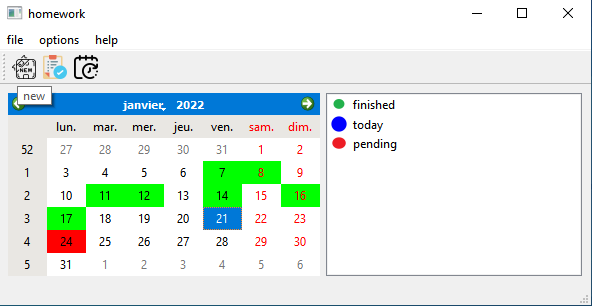 homework
file options help
NEW
new
janvier, 2022
lun. mar. mer. jeu. ven. sam. dim.
52 27 28 29 30 31 1 2
1 3 4 5 6 7 8 9
2 10 11 12 13 14 15 16
3 17 18 19 20 21 22 23
4 24 25 26 27 28 29 30
5 31 1 2 3 4 5 6
finished
today
pending